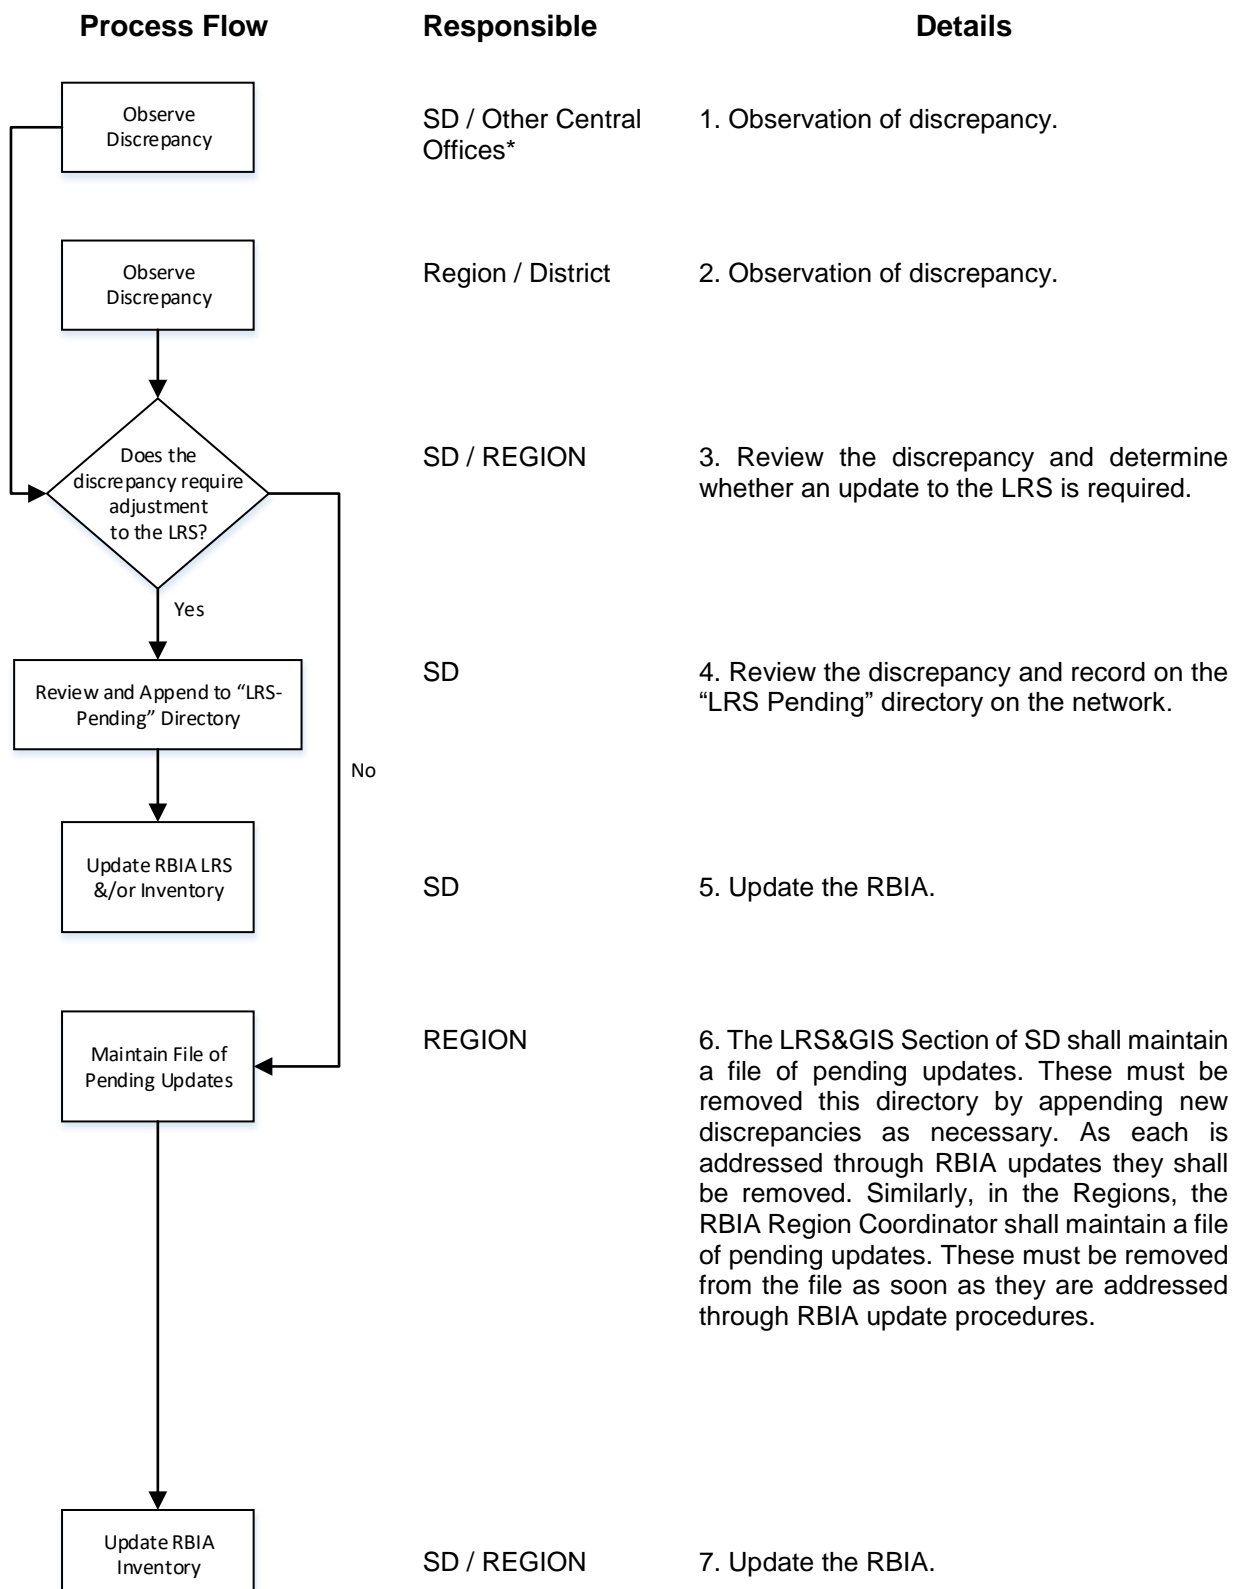 Process Flow
Responsible
Details
Observe
Discrepancy
SD / Other Central
Offices*
1. Observation of discrepancy.
Observe
Discrepancy
Region / District
2. Observation of discrepancy.
Does the
discrepancy require
adjustment
to the LRS?
SD / REGION
3. Review the discrepancy and determine
whether an update to the LRS is required.
Yes
Review and Append to “LRS-
Pending” Directory
SD
4. Review the discrepancy and record on the
“LRS Pending” directory on the network.
No
Update RBIA LRS
&/or Inventory
SD
5. Update the RBIA.
Maintain File of
Pending Updates
REGION
6. The LRS&GIS Section of SD shall maintain
a file of pending updates. These must be
removed this directory by appending new
discrepancies as necessary. As each is
addressed through RBIA updates they shall
be removed. Similarly, in the Regions, the
RBIA Region Coordinator shall maintain a file
of pending updates. These must be removed
from the file as soon as they are addressed
through RBIA update procedures.
Update RBIA
Inventory
SD / REGION
7. Update the RBIA.